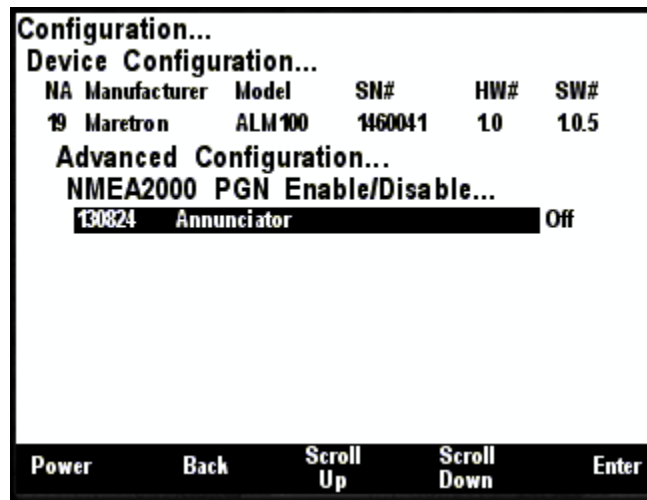 Configuration...
Device Configuration...
NA Manufacturer Model SN# HW# SW#
19 Maretron ALM100 1460041 1.0 1.0.5
Advanced Configuration...
NMEA2000 PGN Enable/Disable...
130824 Annunciator Off
Power Back Scroll Up Scroll Down Enter